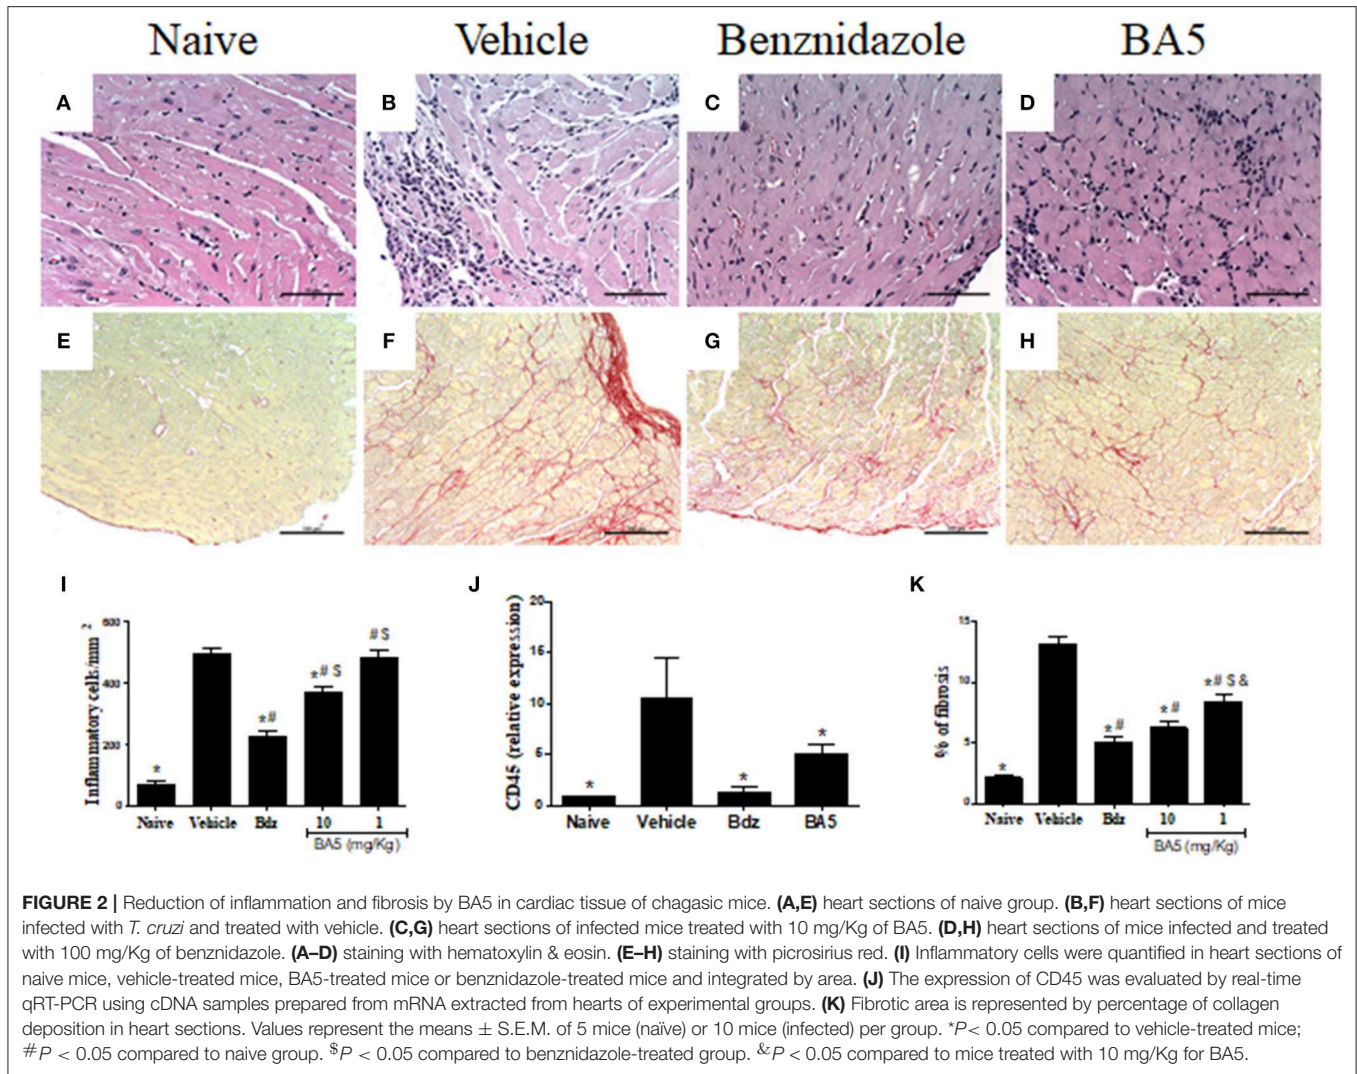 Naive Vehicle Benznidazole BA5
A B C D
E F G H
I J K
Inflammatory cells/mm²
600
400
200
0
*
*#
*# $
# $
Naive Vehicle Bdz 10 1
BA5 (mg/Kg)
CD45 (relative expression)
20
15
10
5
0
*
*
*
Naive Vehicle Bdz BA5
% of fibrosis
15
10
5
0
*
*#
*#
*# $ &
Naive Vehicle Bdz 10 1
BA5 (mg/Kg)
FIGURE 2 | Reduction of inflammation and fibrosis by BA5 in cardiac tissue of chagasic mice. (A,E) heart sections of naive group. (B,F) heart sections of mice
infected with T. cruzi and treated with vehicle. (C,G) heart sections of infected mice treated with 10 mg/Kg of BA5. (D,H) heart sections of mice infected and treated
with 100 mg/Kg of benznidazole. (A–D) staining with hematoxylin & eosin. (E–H) staining with picrosirius red. (I) Inflammatory cells were quantified in heart sections of
naive mice, vehicle-treated mice, BA5-treated mice or benznidazole-treated mice and integrated by area. (J) The expression of CD45 was evaluated by real-time
qRT-PCR using cDNA samples prepared from mRNA extracted from hearts of experimental groups. (K) Fibrotic area is represented by percentage of collagen
deposition in heart sections. Values represent the means ± S.E.M. of 5 mice (naïve) or 10 mice (infected) per group. *P< 0.05 compared to vehicle-treated mice;
#P < 0.05 compared to naive group. $P < 0.05 compared to benznidazole-treated group. &P < 0.05 compared to mice treated with 10 mg/Kg for BA5.